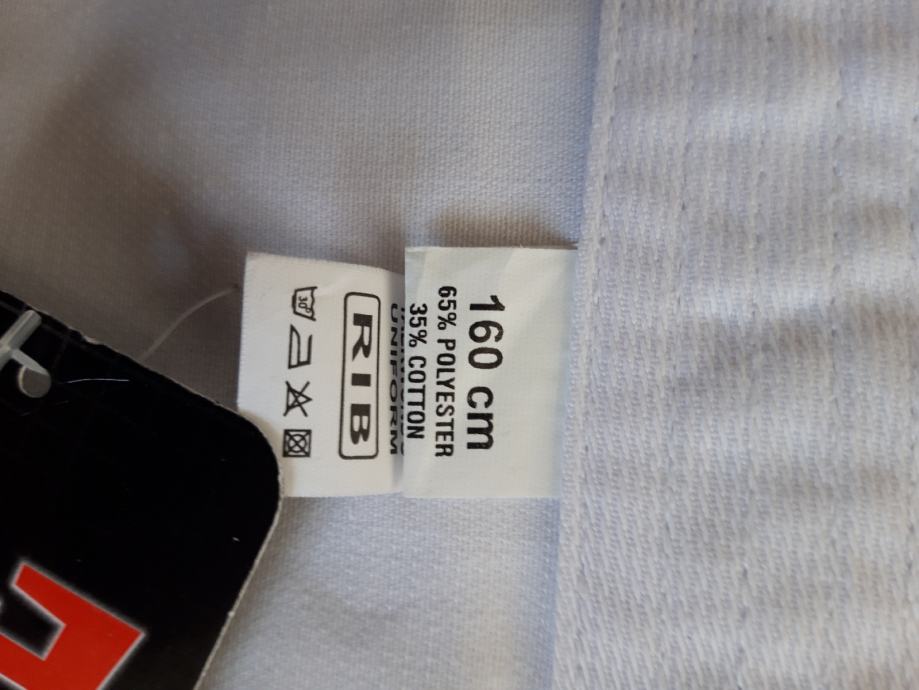 160 cm
65% POLYESTER
35% COTTON
UNIFORM
RIB
30°